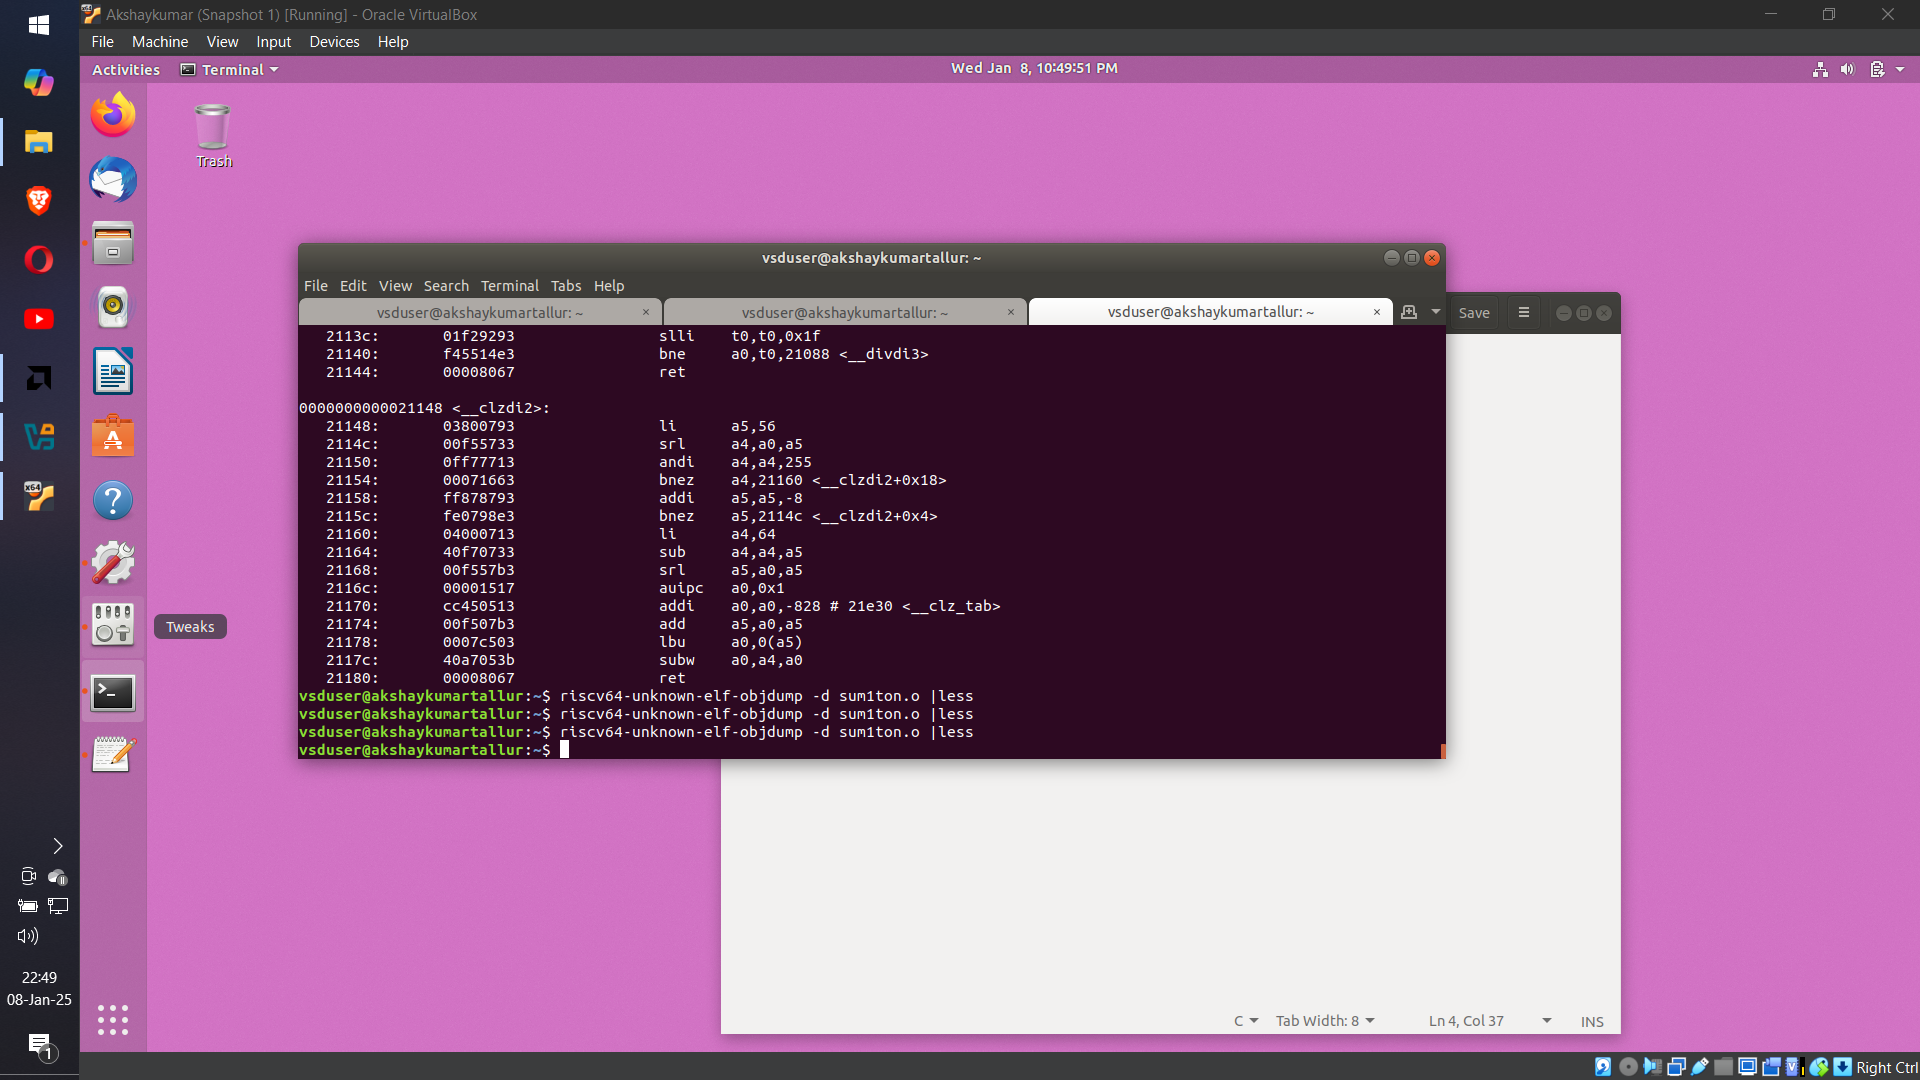 Akshaykumar (Snapshot 1) [Running] - Oracle VirtualBox
File Machine View Input Devices Help
Activities Terminal Wed Jan 8, 10:49:51 PM
Trash
vsduser@akshaykumartallur: ~
File Edit View Search Terminal Tabs Help
vsduser@akshaykumartallur: ~ × vsduser@akshaykumartallur: ~ × vsduser@akshaykumartallur: ~ ×
Save
2113c: 01f29293 slli t0,t0,0x1f
21140: f45514e3 bne a0,t0,21088 <__divdi3>
21144: 00008067 ret
0000000000021148 <__clzdi2>:
21148: 03800793 li a5,56
2114c: 00f55733 srl a4,a0,a5
21150: 0ff77713 andi a4,a4,255
21154: 00071663 bnez a4,21160 <__clzdi2+0x18>
21158: ff878793 addi a5,a5,-8
2115c: fe0798e3 bnez a5,2114c <__clzdi2+0x4>
21160: 04000713 li a4,64
21164: 40f70733 sub a4,a4,a5
21168: 00f557b3 srl a5,a0,a5
2116c: 00001517 auipc a0,0x1
21170: cc450513 addi a0,a0,-828 # 21e30 <__clz_tab>
21174: 00f507b3 add a5,a0,a5
21178: 0007c503 lbu a0,0(a5)
2117c: 40a7053b subw a0,a4,a0
21180: 00008067 ret
vsduser@akshaykumartallur:~$ riscv64-unknown-elf-objdump -d sum1ton.o |less
vsduser@akshaykumartallur:~$ riscv64-unknown-elf-objdump -d sum1ton.o |less
vsduser@akshaykumartallur:~$ riscv64-unknown-elf-objdump -d sum1ton.o |less
vsduser@akshaykumartallur:~$
Tweaks
x64
22:49
08-Jan-25
1
C Tab Width: 8 Ln 4, Col 37 INS
Right Ctrl